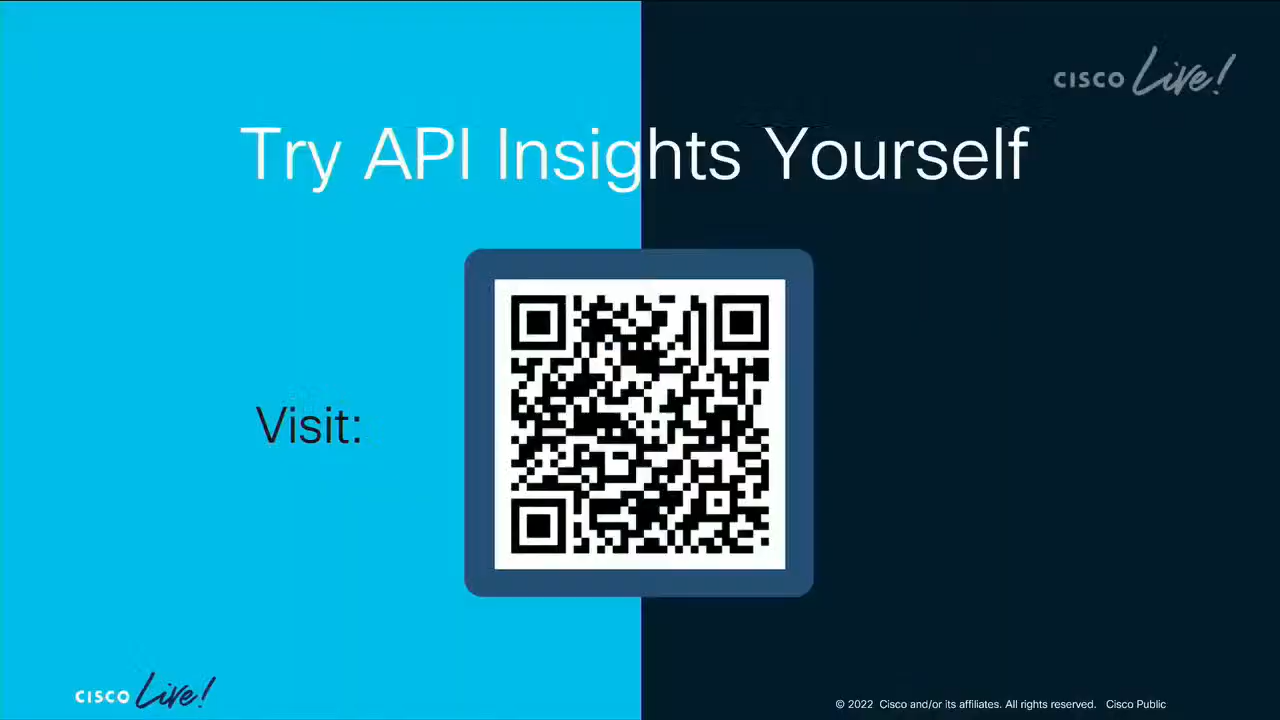 CISCO Live!
Try API Insights Yourself
Visit:
CISCO Live!
© 2022 Cisco and/or its affiliates. All rights reserved. Cisco Public